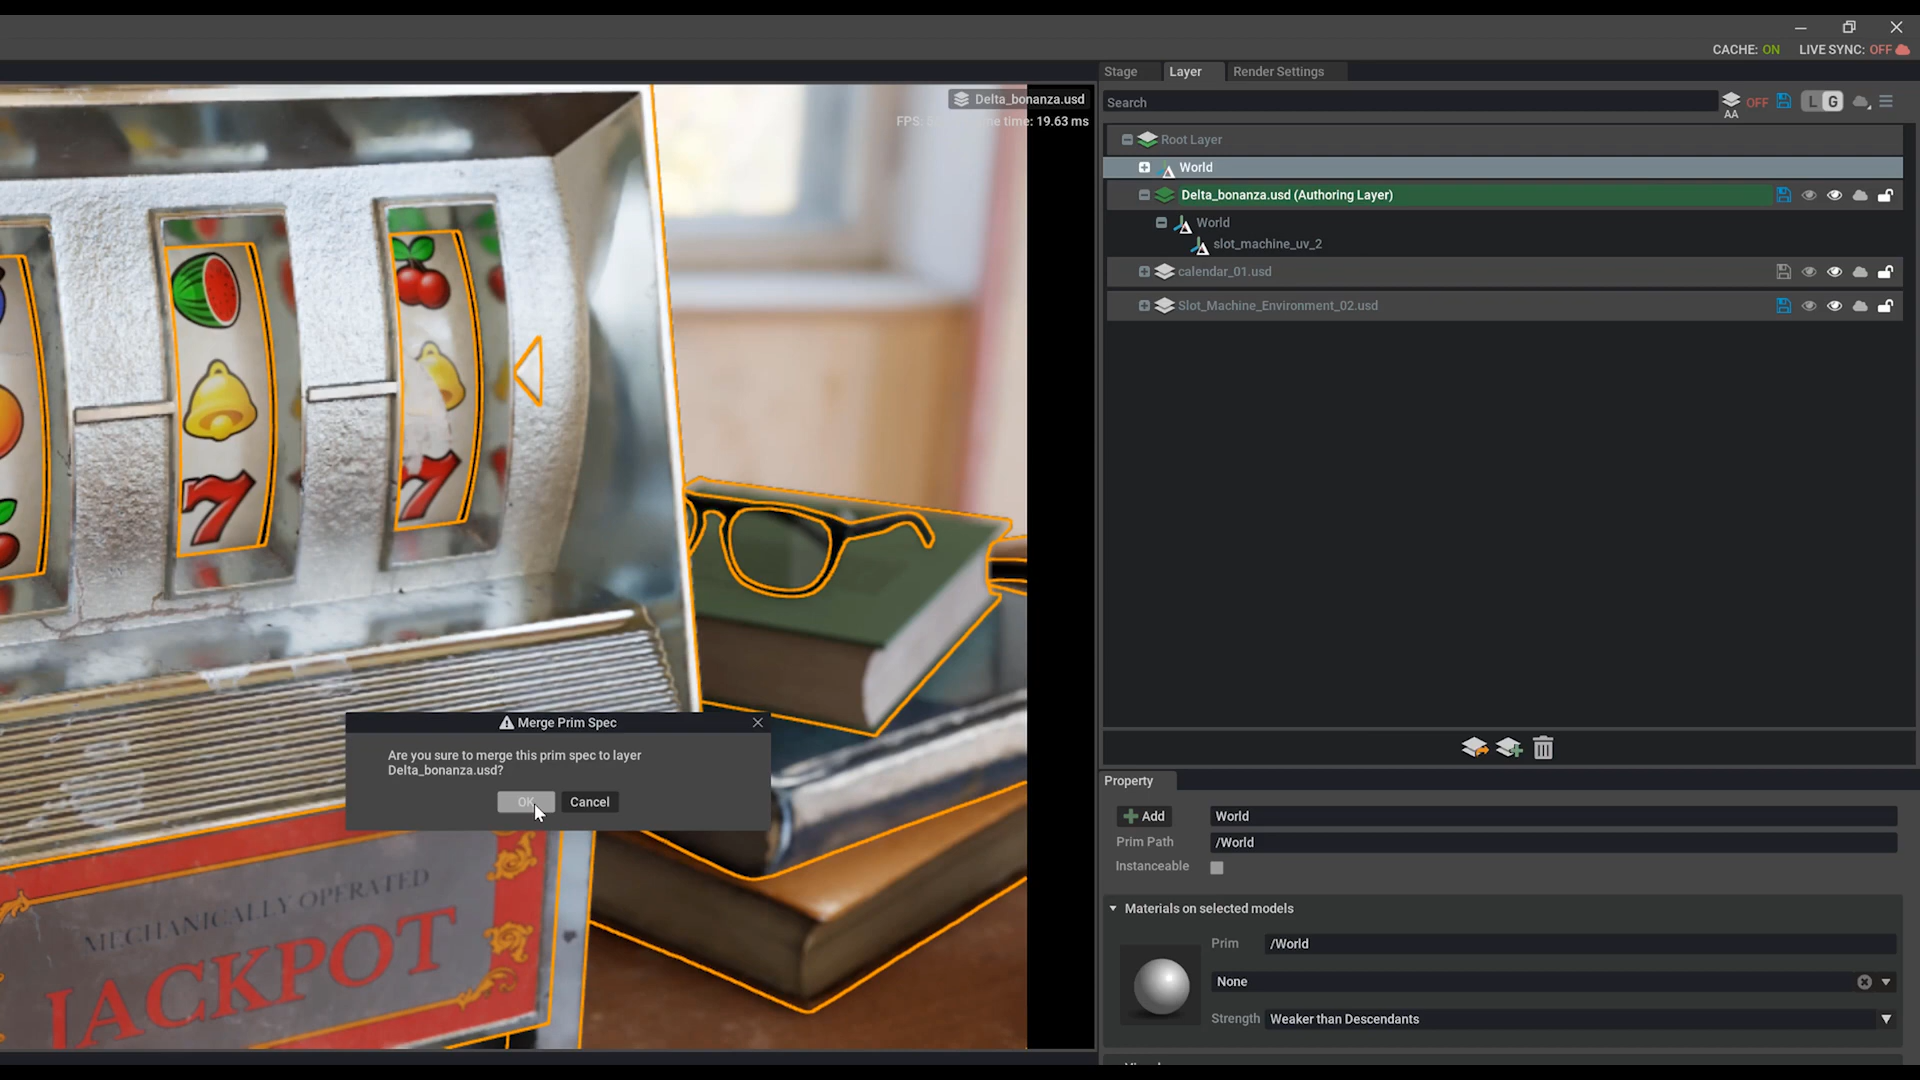 CACHE: ON LIVE SYNC: OFF
Stage Layer Render Settings
Search
OFF
L G
AA
Delta_bonanza.usd
FPS: time: 19.63 ms
Root Layer
World
Delta_bonanza.usd (Authoring Layer)
World
slot_machine_uv_2
calendar_01.usd
Slot_Machine_Environment_02.usd
7
7
Merge Prim Spec
Are you sure to merge this prim spec to layer
Delta_bonanza.usd?
OK Cancel
MECHANICALLY OPERATED
JACKPOT
Property
Add World
Prim Path /World
Instanceable
Materials on selected models
Prim /World
None
Strength Weaker than Descendants